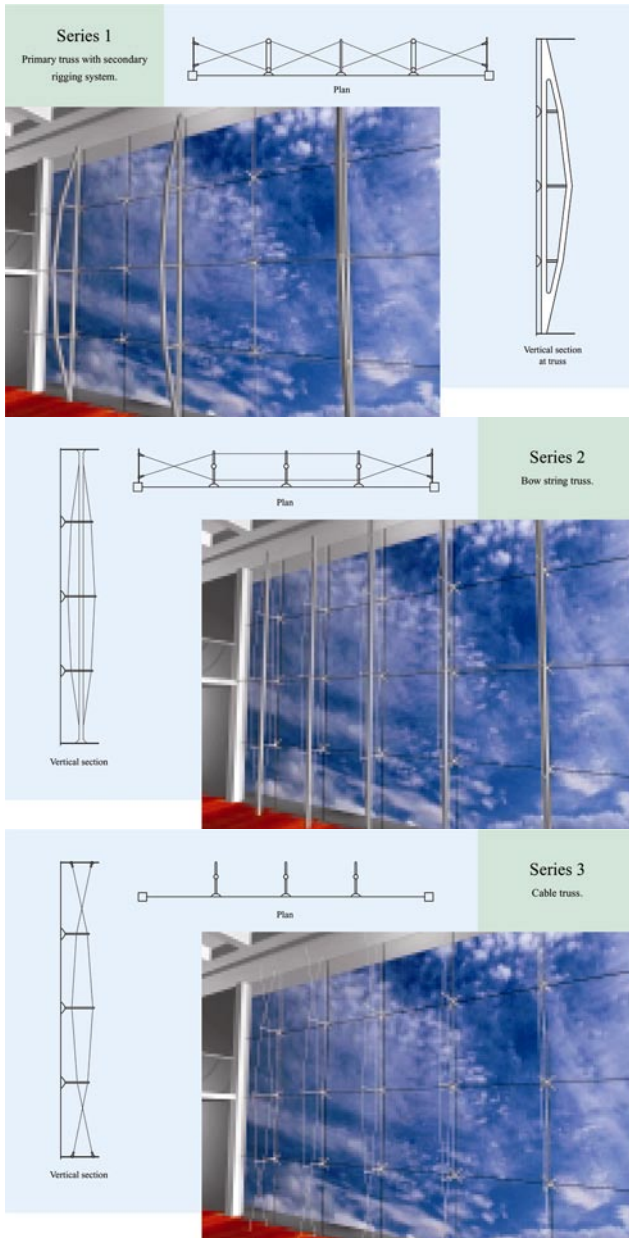 Series 1
Primary truss with secondary
rigging system.
Plan
Vertical section
at truss
Series 2
Bow string truss.
Plan
Vertical section
Series 3
Cable truss.
Plan
Vertical section